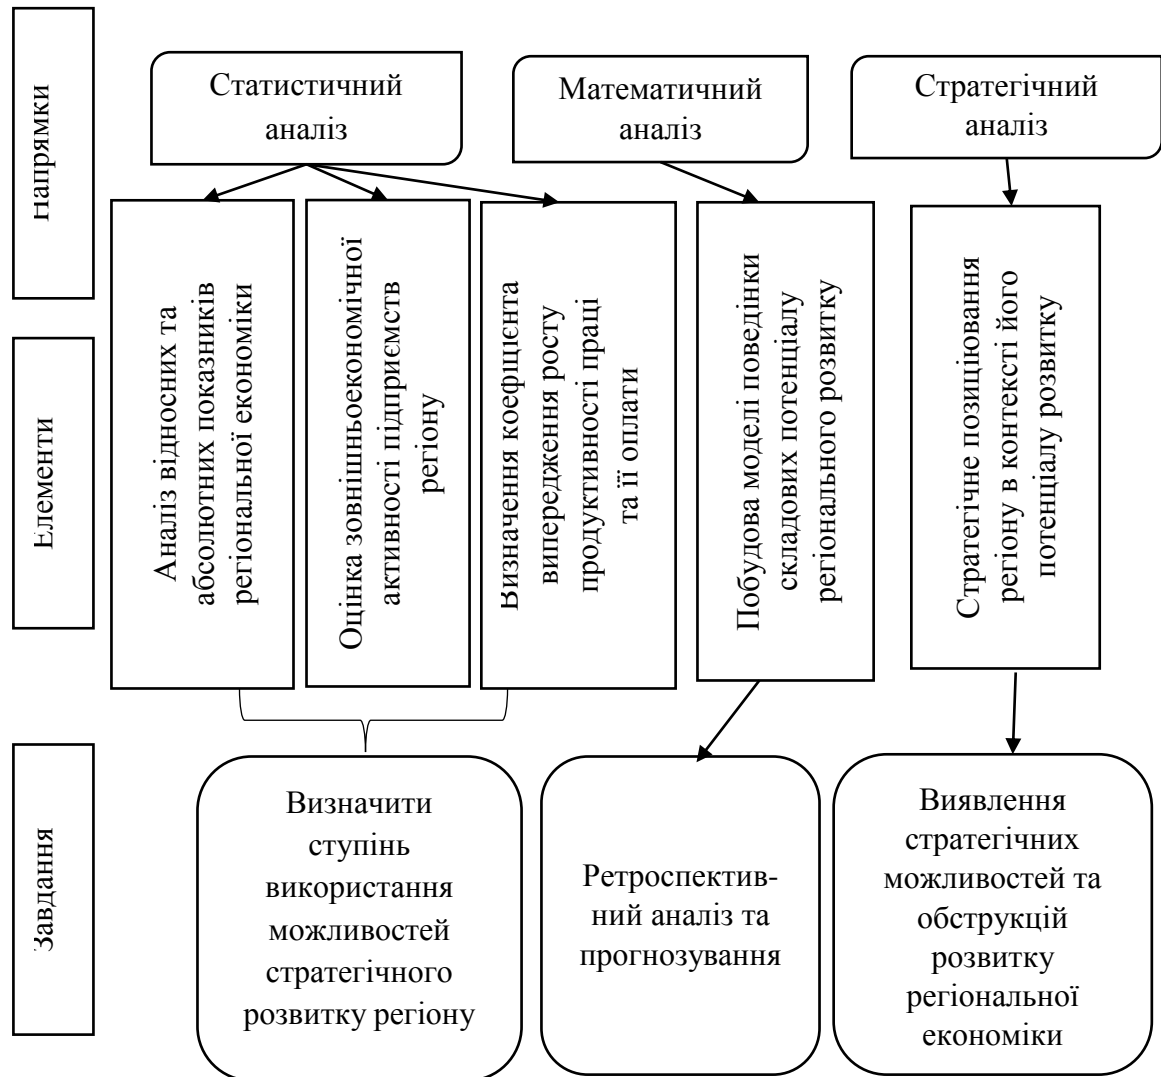 Напрямки
Статистичний
аналіз
Математичний
аналіз
Стратегічний
аналіз
Елементи
Аналіз відносних та
абсолютних показників
регіональної економіки
Оцінка зовнішньоекономічної
активності підприємств
регіону
Визначення коефіцієнта
випередження росту
продуктивності праці
та її оплати
Побудова моделі поведінки
складових потенціалу
регіонального розвитку
Стратегічне позиціювання
регіону в контексті його
потенціалу розвитку
Завдання
Визначити
ступінь
використання
можливостей
стратегічного
розвитку регіону
Ретроспектив-
ний аналіз та
прогнозування
Виявлення
стратегічних
можливостей та
обструкцій
розвитку
регіональної
економіки